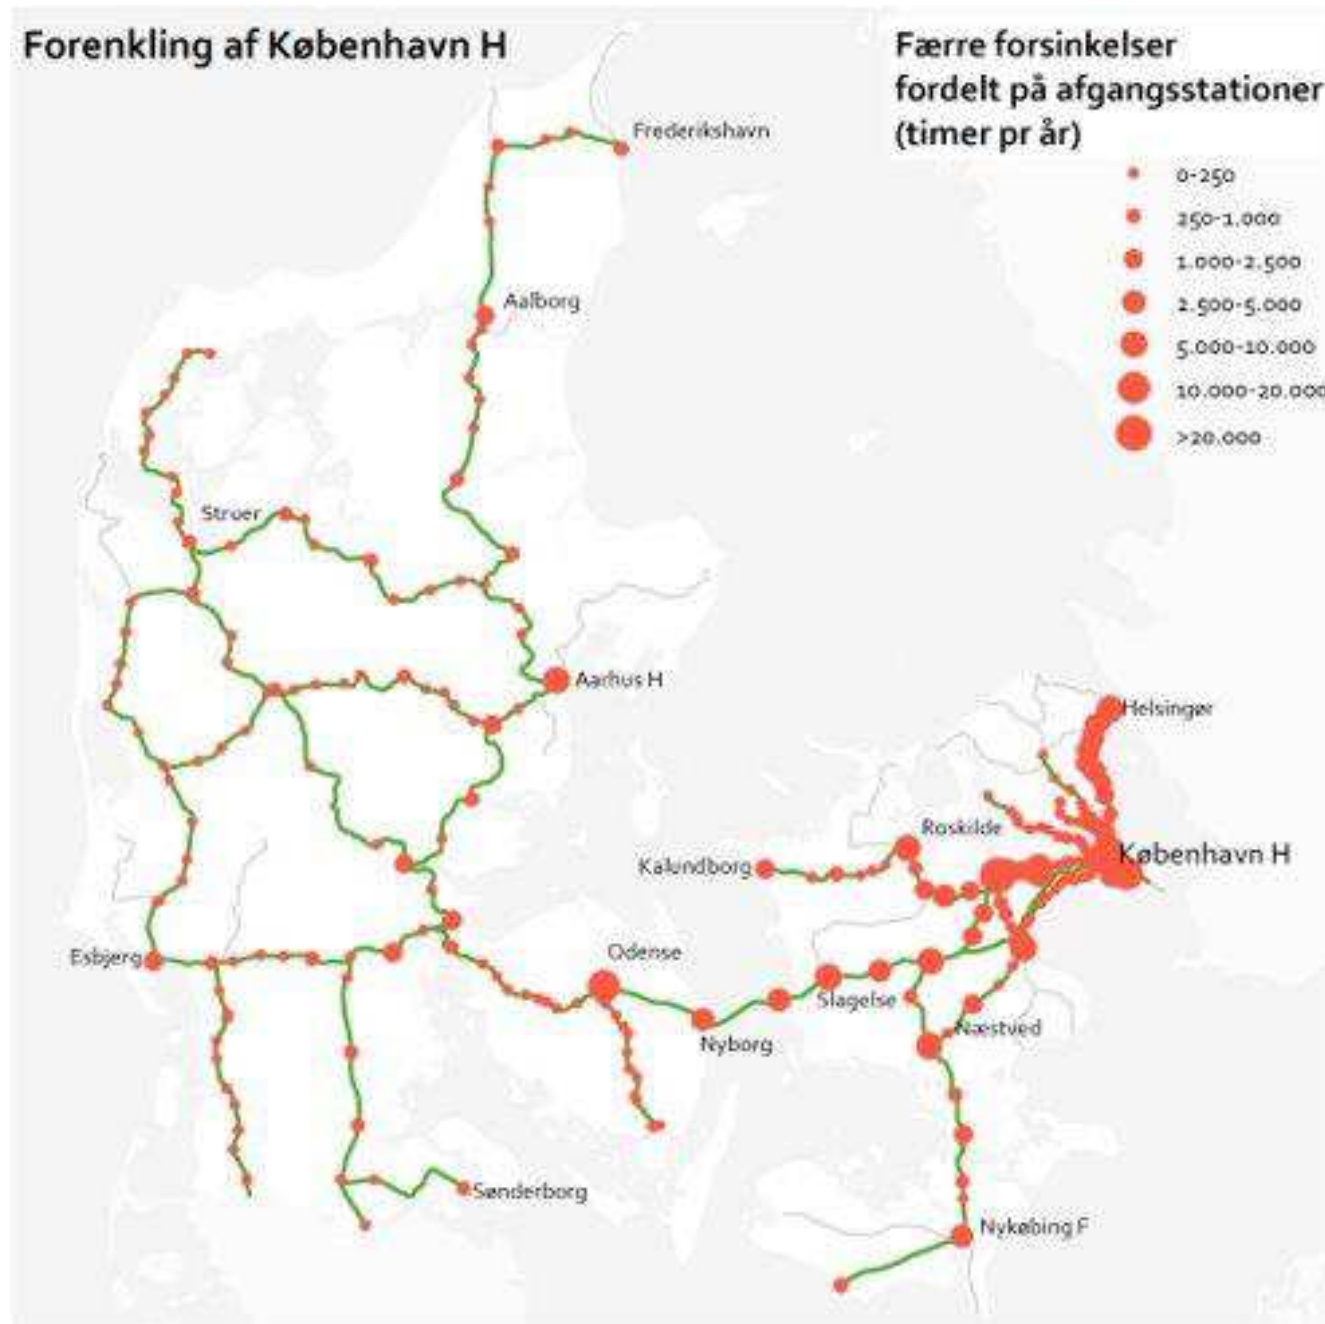 Forenkling af København H
Færre forsinkelser
fordelt på afgangsstationer
(timer pr år)
0-250
250-1.000
1.000-2.500
2.500-5.000
5.000-10.000
10.000-20.000
>20.000
Frederikshavn
Aalborg
Struer
Aarhus H
Helsingør
Roskilde
København H
Kalundborg
Esbjerg
Odense
Slagelse
Næstved
Nyborg
Sønderborg
Nykøbing F